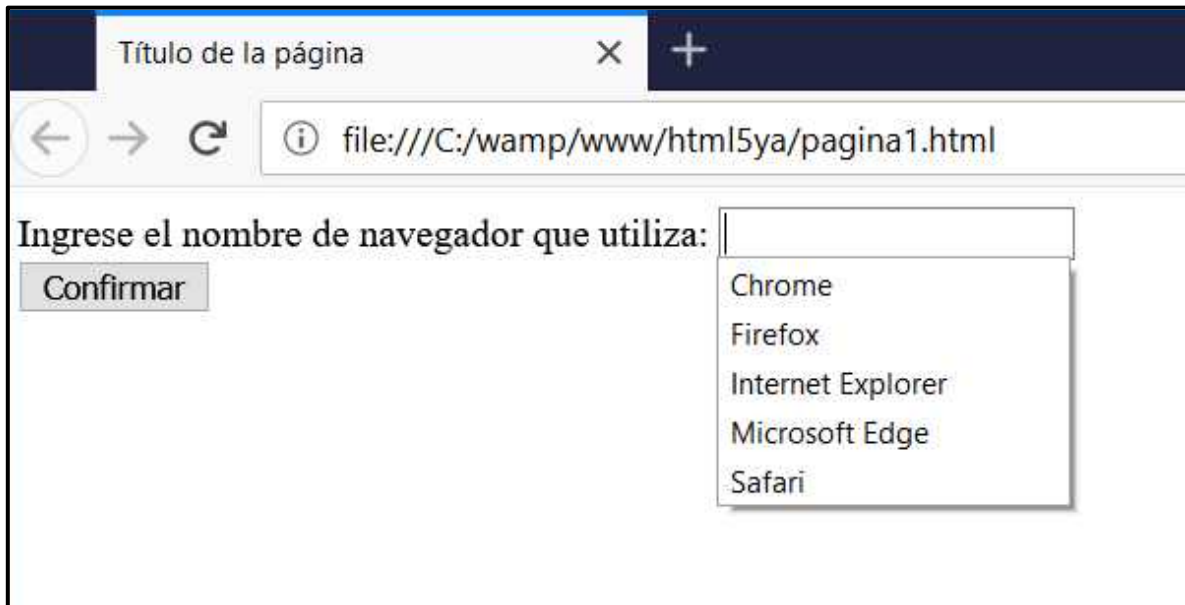 Título de la página
file:///C:/wamp/www/html5ya/pagina1.html
Ingrese el nombre de navegador que utiliza:
Confirmar
Chrome
Firefox
Internet Explorer
Microsoft Edge
Safari